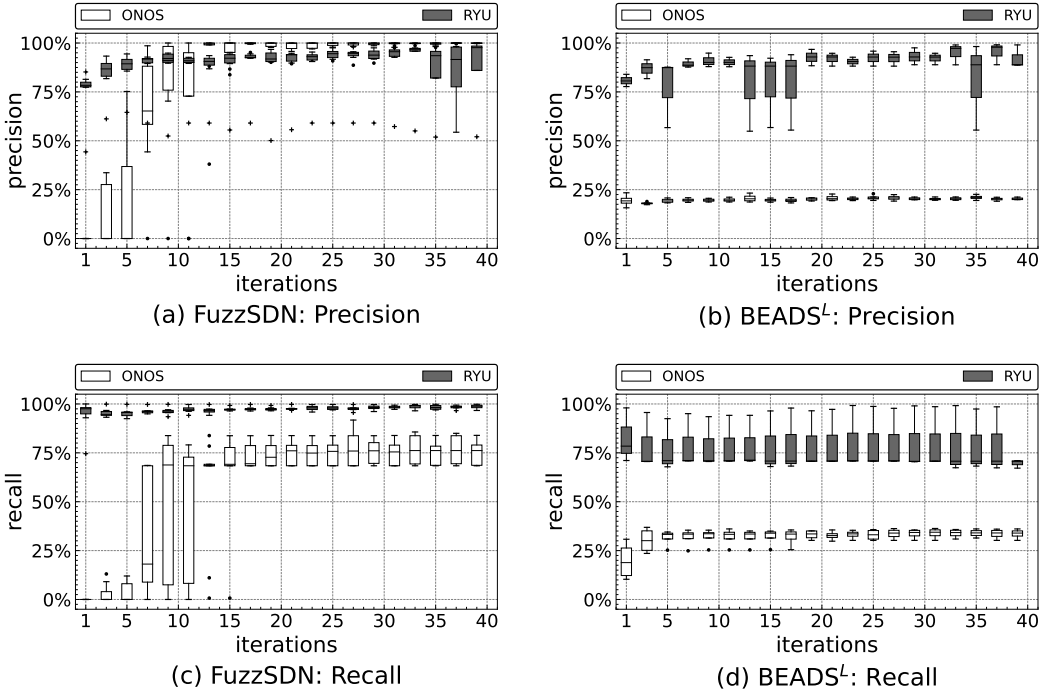 ONOS RYU
100%
75%
50%
25%
0%
precision
1 5 10 15 20 25 30 35 40
iterations
(a) FuzzSDN: Precision
ONOS RYU
100%
75%
50%
25%
0%
precision
1 5 10 15 20 25 30 35 40
iterations
(b) BEADS^L: Precision
ONOS RYU
100%
75%
50%
25%
0%
recall
1 5 10 15 20 25 30 35 40
iterations
(c) FuzzSDN: Recall
ONOS RYU
100%
75%
50%
25%
0%
recall
1 5 10 15 20 25 30 35 40
iterations
(d) BEADS^L: Recall